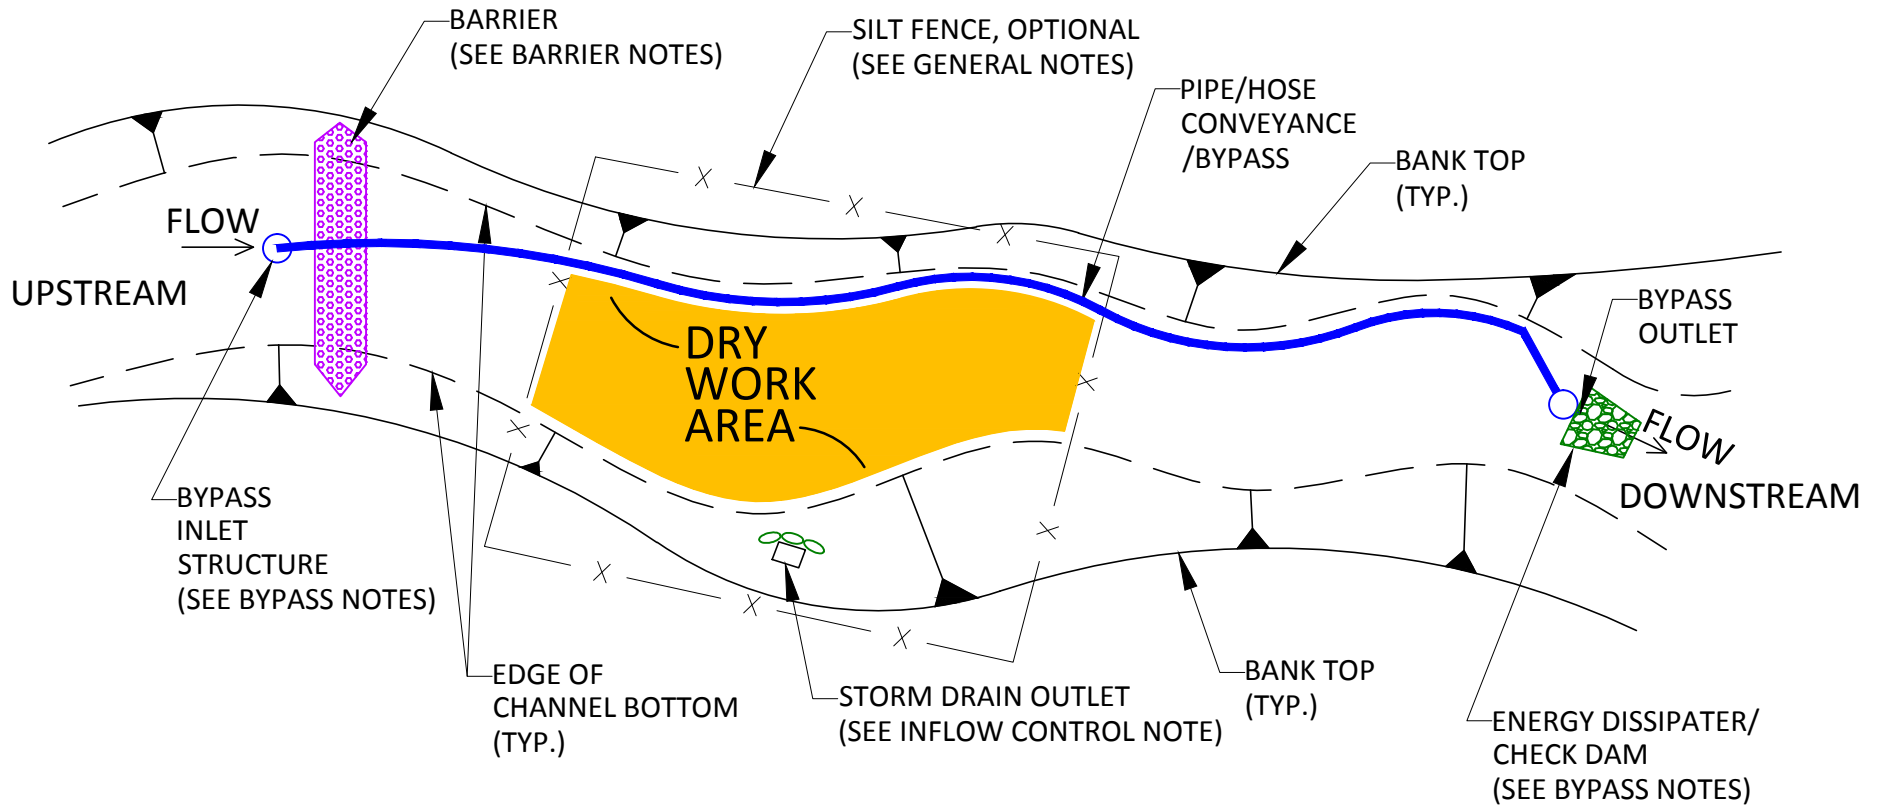 BARRIER
(SEE BARRIER NOTES)
SILT FENCE, OPTIONAL
(SEE GENERAL NOTES)
PIPE/HOSE
CONVEYANCE
/BYPASS
BANK TOP
(TYP.)
FLOW
UPSTREAM
BYPASS
OUTLET
DRY
WORK
AREA
FLOW
DOWNSTREAM
BYPASS
INLET
STRUCTURE
(SEE BYPASS NOTES)
EDGE OF
CHANNEL BOTTOM
(TYP.)
STORM DRAIN OUTLET
(SEE INFLOW CONTROL NOTE)
BANK TOP
(TYP.)
ENERGY DISSIPATER/
CHECK DAM
(SEE BYPASS NOTES)